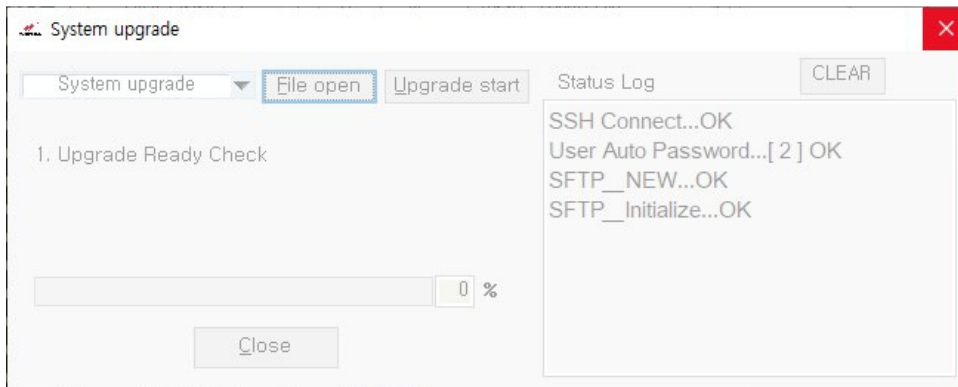 System upgrade
System upgrade File open Upgrade start
1. Upgrade Ready Check
0 %
Close
Status Log CLEAR
SSH Connect...OK
User Auto Password...[ 2 ] OK
SFTP__NEW...OK
SFTP__Initialize...OK